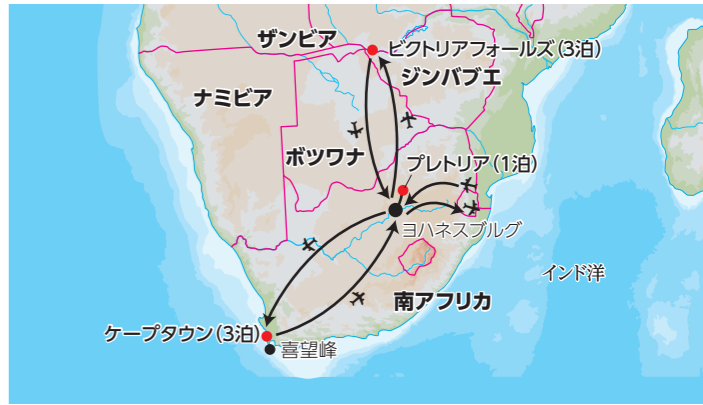 ザンビア
ビクトリアフォールズ（3泊）
ジンバブエ
ナミビア
ボツワナ
プレトリア（1泊）
ヨハネスブルグ
インド洋
南アフリカ
ケープタウン（3泊）
喜望峰